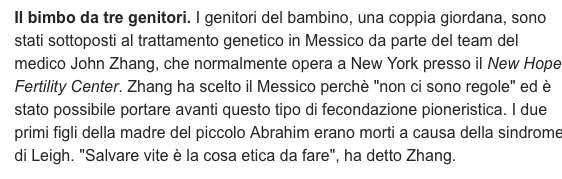 Il bimbo da tre genitori. I genitori del bambino, una coppia giordana, sono
stati sottoposti al trattamento genetico in Messico da parte del team del
medico John Zhang, che normalmente opera a New York presso il New Hope
Fertility Center. Zhang ha scelto il Messico perchè "non ci sono regole" ed è
stato possibile portare avanti questo tipo di fecondazione pioneristica. I due
primi figli della madre del piccolo Abrahim erano morti a causa della sindrome
di Leigh. "Salvare vite è la cosa etica da fare", ha detto Zhang.